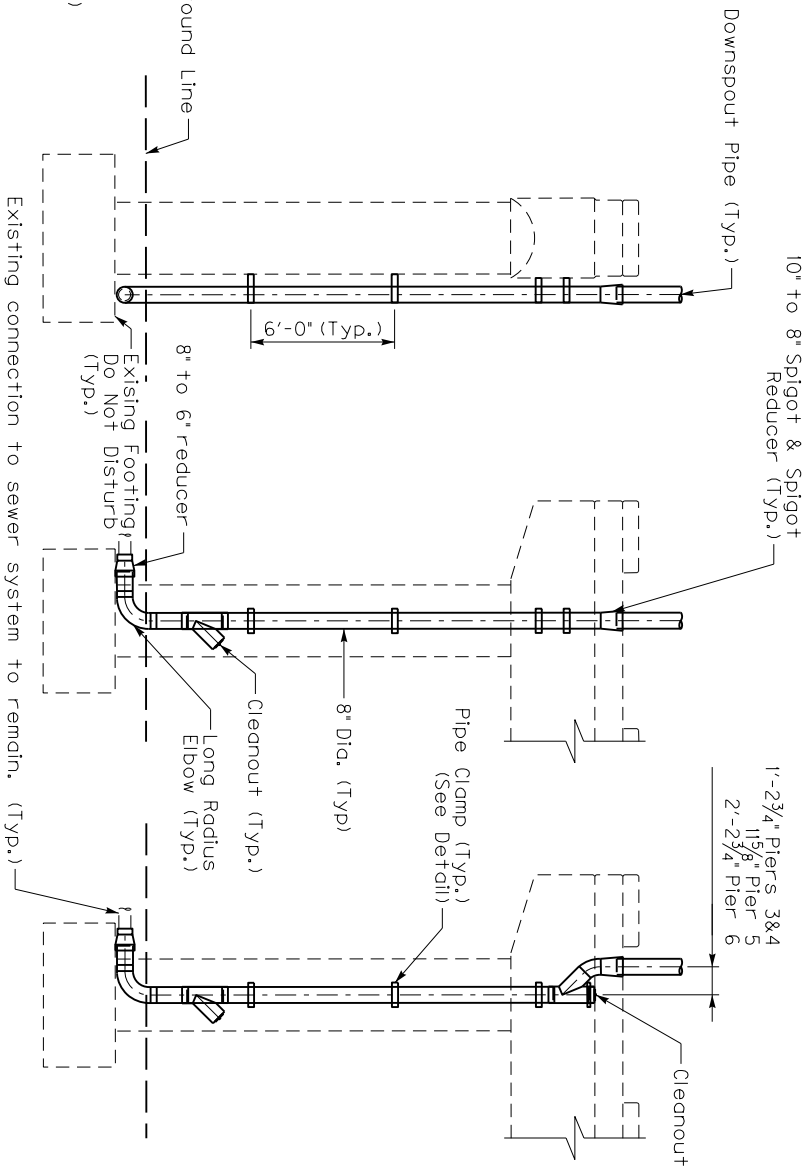 Downspout Pipe (Typ.)
10" to 8" Spigot & Spigot
Reducer (Typ.)
1'-2¾" Piers 3&4
11⅝" Pier 5
2'-2¾" Pier 6
Cleanout
ound Line
)
6'-0" (Typ.)
8" Dia. (Typ)
Pipe Clamp (Typ.)
(See Detail)
8" to 6" reducer
Exising Footing
Do Not Disturb
(Typ.)
Cleanout (Typ.)
Long Radius
Elbow (Typ.)
Existing connection to sewer system to remain. (Typ.)